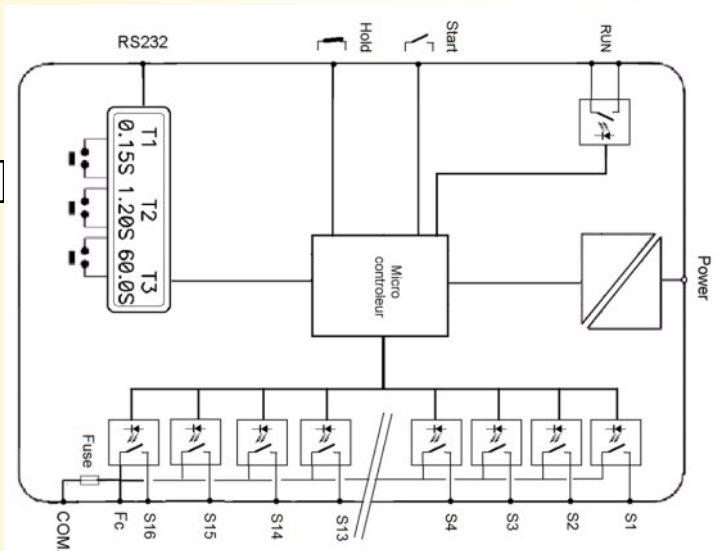 RS232
Hold
Start
RUN
T1 T2 T3
0.15S 1.20S 60.0S
Micro
controleur
Power
Fuse
COM.
Fc
S16
S15
S14
S13
S4
S3
S2
S1